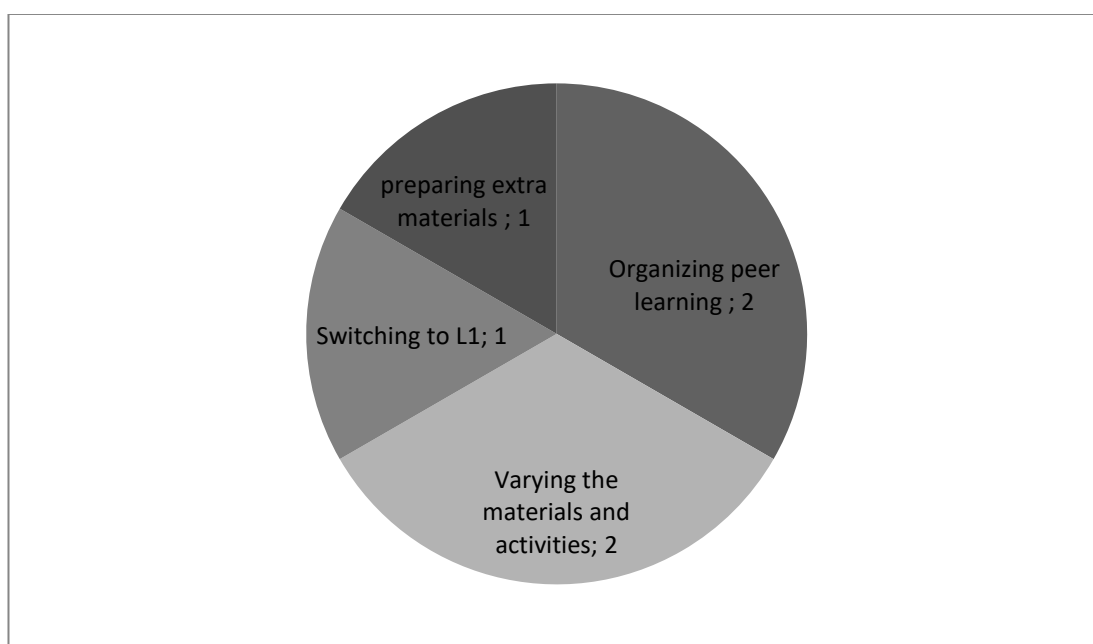 preparing extra
materials ; 1
Organizing peer
learning ; 2
Switching to L1; 1
Varying the
materials and
activities; 2